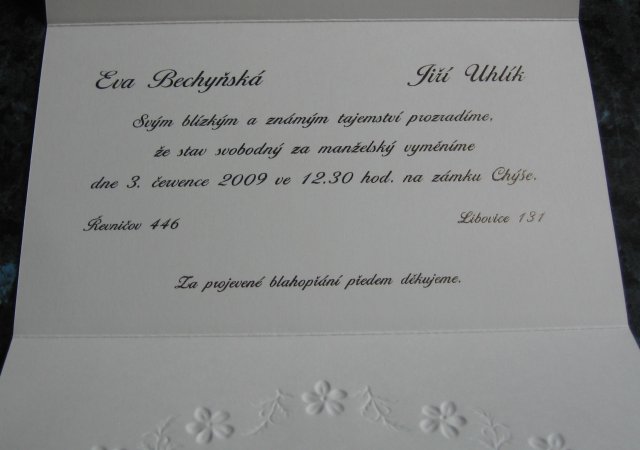 Eva Bechyňská Jiří Uhlík
Svým blízkým a známým tajemství prozradíme,
že stav svobodný za manželský vyměníme
dne 3. července 2009 ve 12.30 hod. na zámku Chýše.
Řevničov 446 Libovice 131
Za projevené blahopřání předem děkujeme.